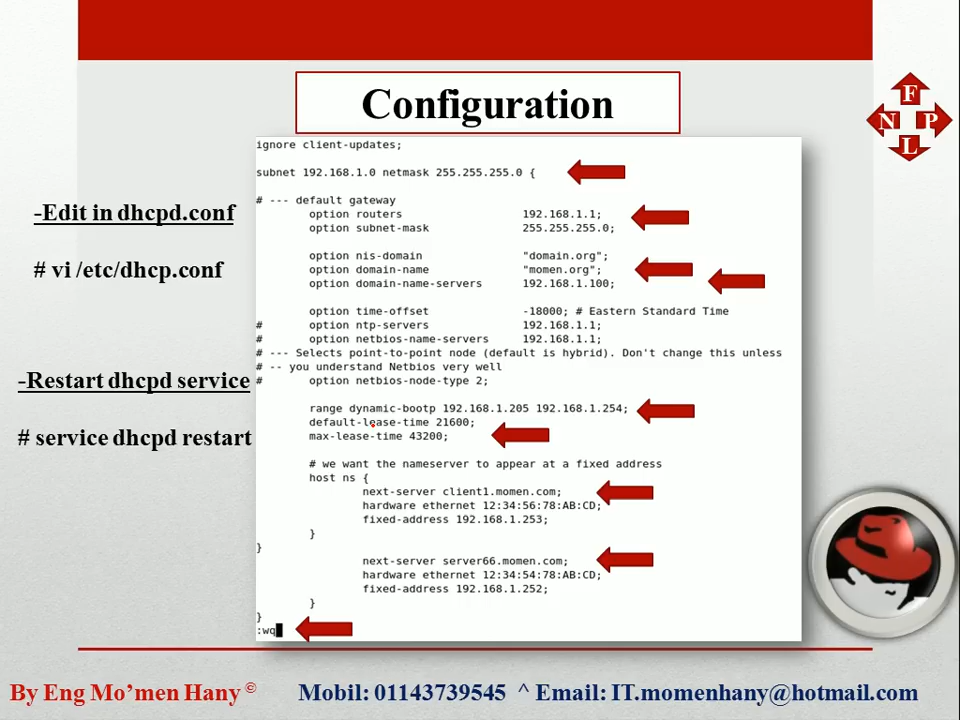 Configuration
F
N P
L
-Edit in dhcpd.conf
# vi /etc/dhcp.conf
-Restart dhcpd service
# service dhcpd restart
ignore client-updates;
subnet 192.168.1.0 netmask 255.255.255.0 {
# --- default gateway
option routers 192.168.1.1;
option subnet-mask 255.255.255.0;
option nis-domain "domain.org";
option domain-name "momen.org";
option domain-name-servers 192.168.1.100;
option time-offset -18000; # Eastern Standard Time
# option ntp-servers 192.168.1.1;
# option netbios-name-servers 192.168.1.1;
# --- Selects point-to-point node (default is hybrid). Don't change this unless
# -- you understand Netbios very well
# option netbios-node-type 2;
range dynamic-bootp 192.168.1.205 192.168.1.254;
default-lease-time 21600;
max-lease-time 43200;
# we want the nameserver to appear at a fixed address
host ns {
next-server client1.momen.com;
hardware ethernet 12:34:56:78:AB:CD;
fixed-address 192.168.1.253;
}
}
next-server server66.momen.com;
hardware ethernet 12:34:54:78:AB:CD;
fixed-address 192.168.1.252;
}
}
:wq
By Eng Mo’men Hany © Mobil: 01143739545 ^ Email: IT.momenhany@hotmail.com